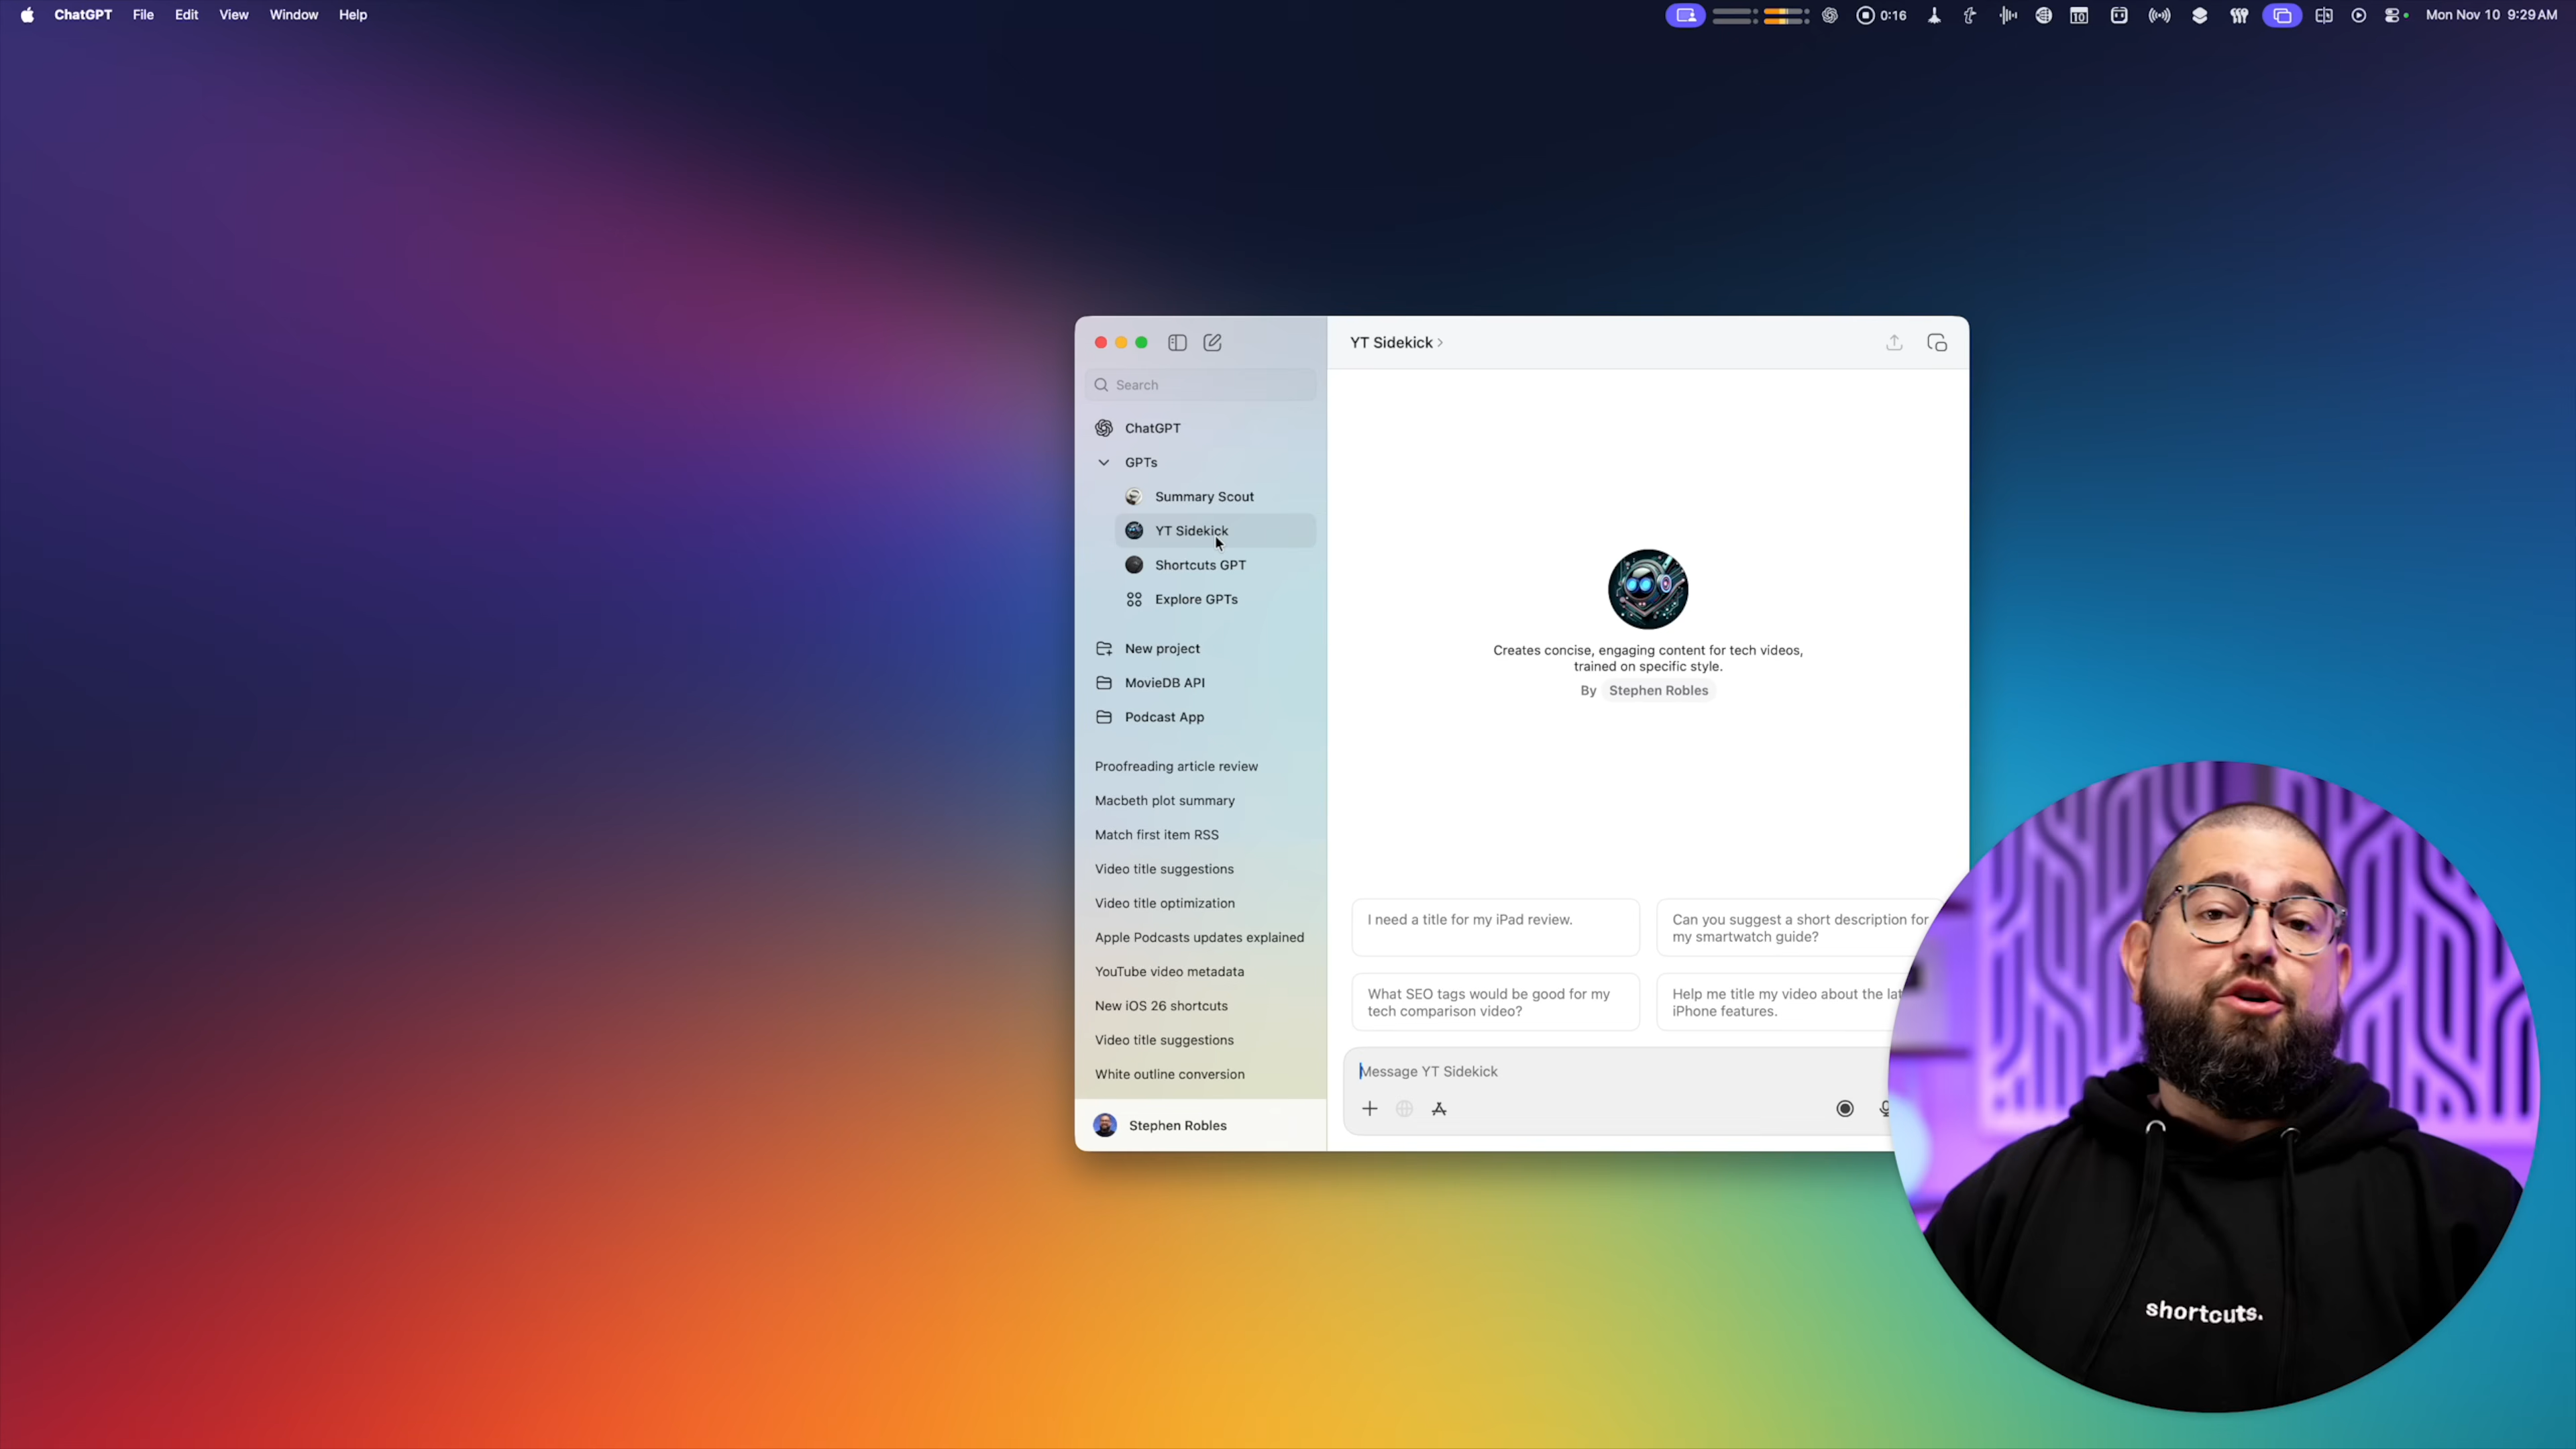 ChatGPT File Edit View Window Help
0:16
10
Mon Nov 10 9:29 AM
Search
ChatGPT
GPTs
Summary Scout
YT Sidekick
Shortcuts GPT
Explore GPTs
New project
MovieDB API
Podcast App
Proofreading article review
Macbeth plot summary
Match first item RSS
Video title suggestions
Video title optimization
Apple Podcasts updates explained
YouTube video metadata
New iOS 26 shortcuts
Video title suggestions
White outline conversion
Stephen Robles
YT Sidekick
Creates concise, engaging content for tech videos,
trained on specific style.
By Stephen Robles
I need a title for my iPad review.
Can you suggest a short description for
my smartwatch guide?
What SEO tags would be good for my
tech comparison video?
Help me title my video about the lat
iPhone features.
Message YT Sidekick
shortcuts.